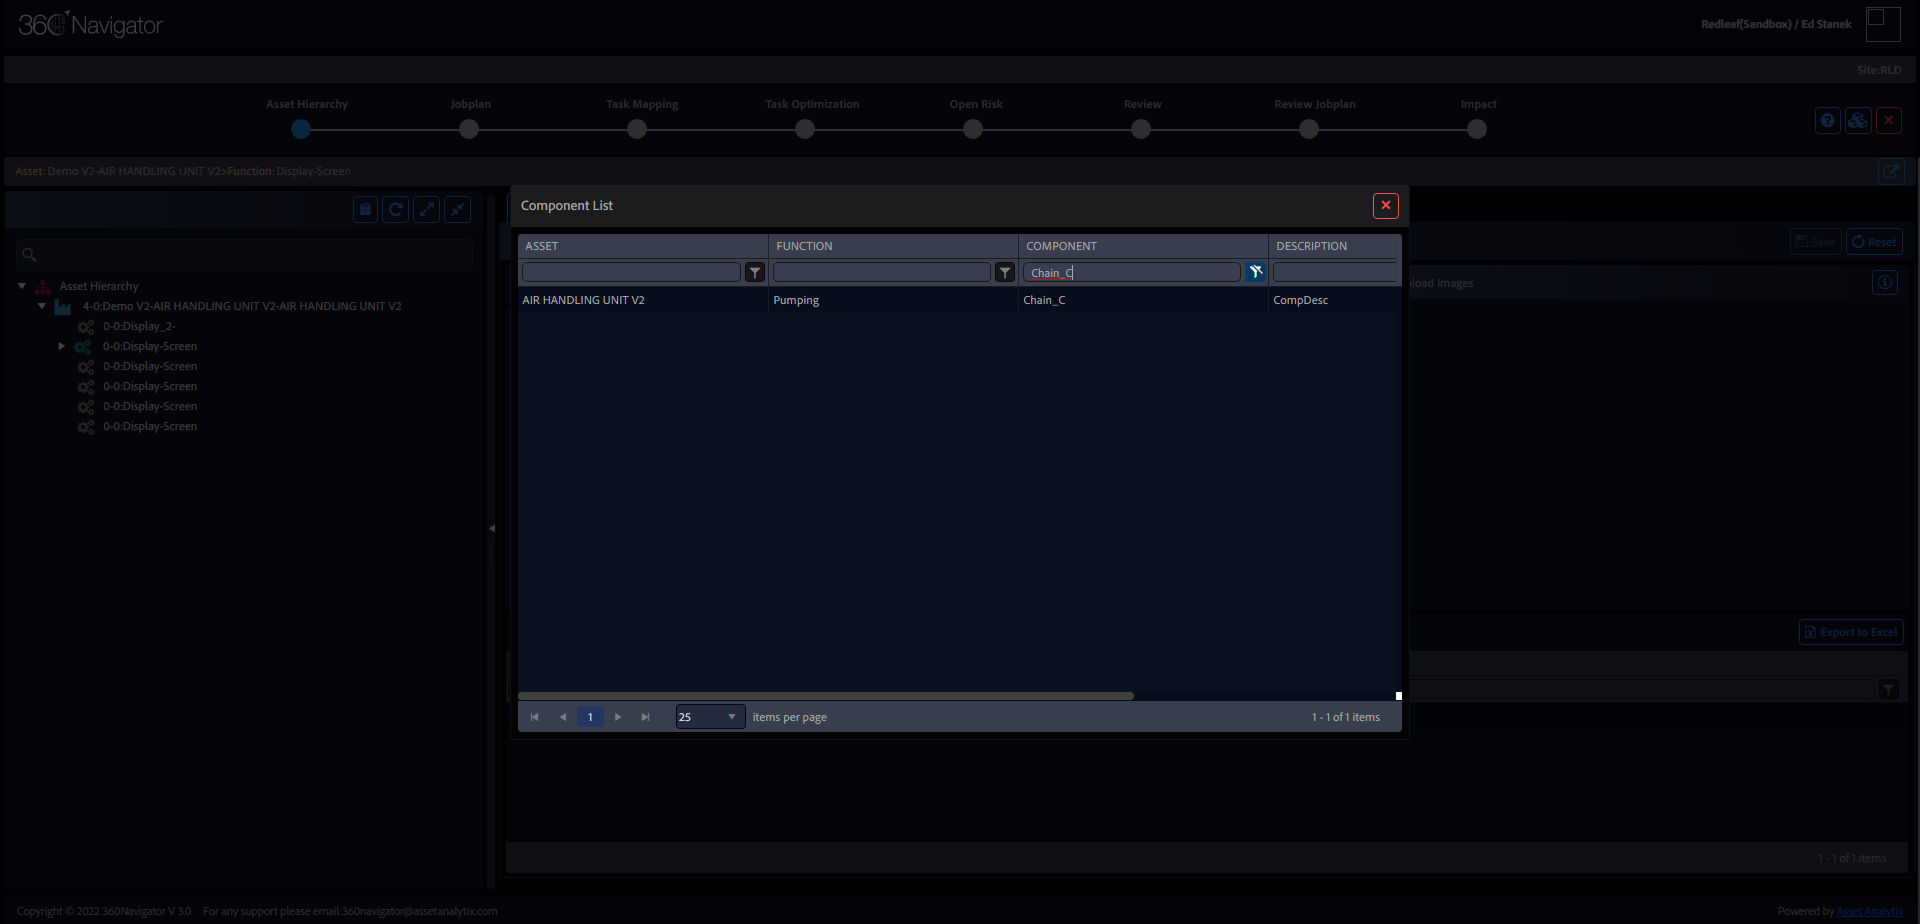 360 Navigator
Redleaf(Sandbox) / Ed Stanek
Site:RLD
Asset Hierarchy
Jobplan
Task Mapping
Task Optimization
Open Risk
Review
Review Jobplan
Impact
Asset: Demo V2-AIR HANDLING UNIT V2>Function: Display-Screen
Component List
ASSET
FUNCTION
COMPONENT
DESCRIPTION
Chain_C
AIR HANDLING UNIT V2
Pumping
Chain_C
CompDesc
1
25
items per page
1 - 1 of 1 items
Save
Reset
load Images
Asset Hierarchy
4-0:Demo V2-AIR HANDLING UNIT V2-AIR HANDLING UNIT V2
0-0:Display_2-
0-0:Display-Screen
0-0:Display-Screen
0-0:Display-Screen
0-0:Display-Screen
0-0:Display-Screen
Export to Excel
1 - 1 of 1 items
Copyright © 2022 360Navigator V 3.0
For any support please email:360navigator@assetanalytix.com
Powered by Asset Analytix